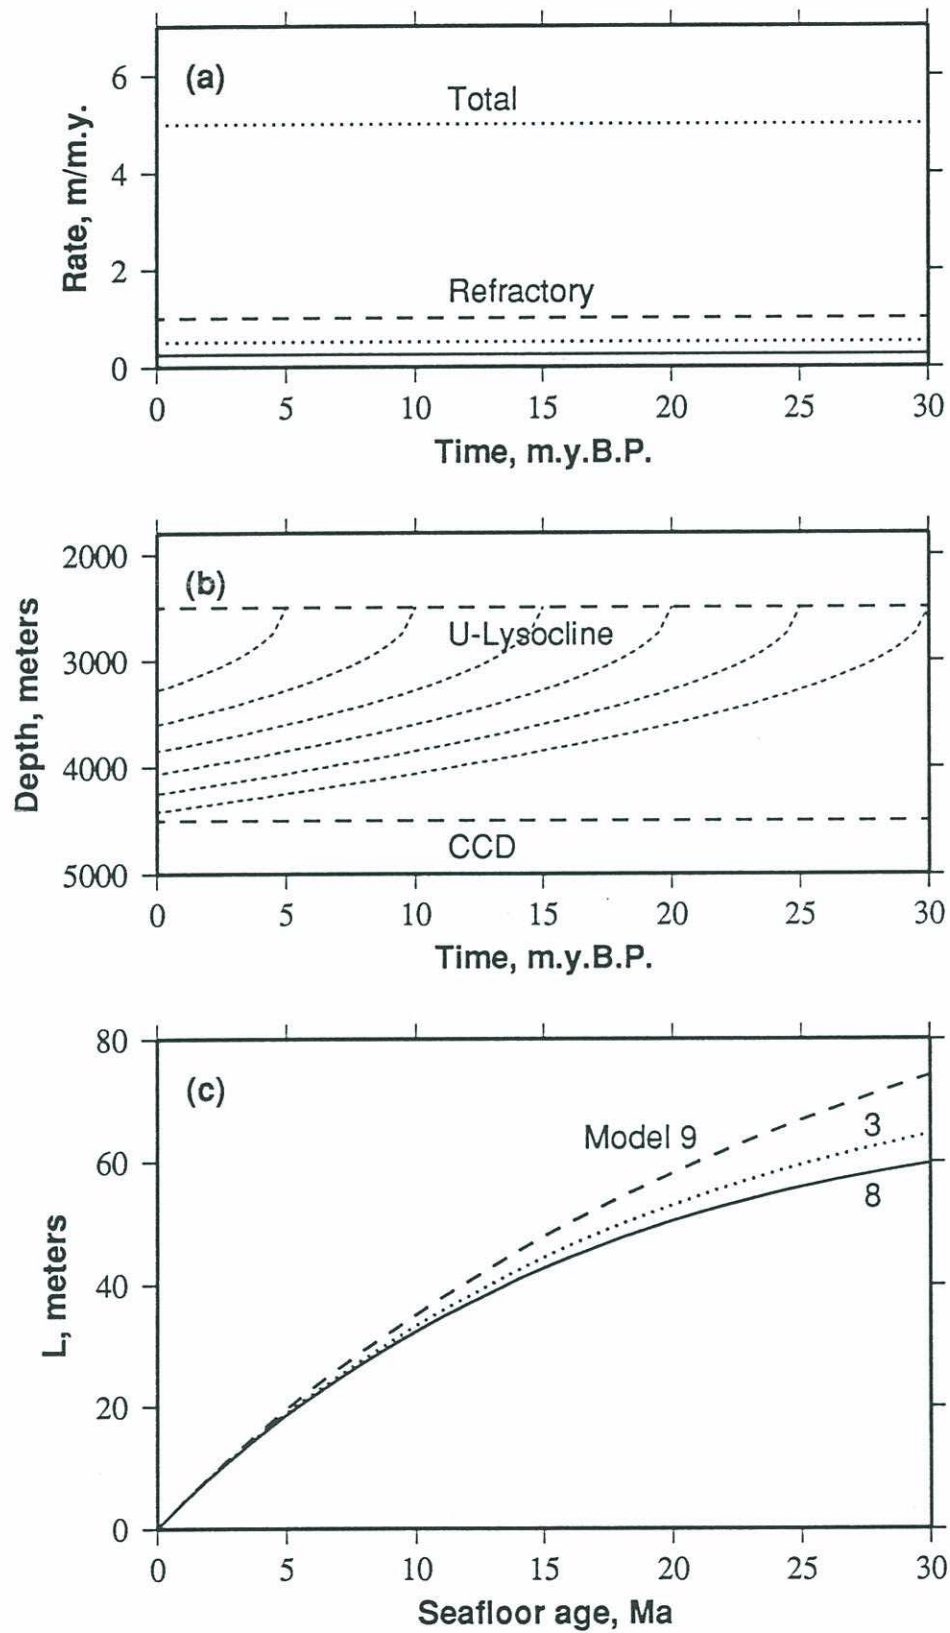 (a)
Total
Refractory
Rate, m/m.y.
6
4
2
0
0 5 10 15 20 25 30
Time, m.y.B.P.
(b)
U-Lysocline
CCD
Depth, meters
2000
3000
4000
5000
0 5 10 15 20 25 30
Time, m.y.B.P.
(c)
Model 9
3
8
L, meters
80
60
40
20
0
0 5 10 15 20 25 30
Seafloor age, Ma